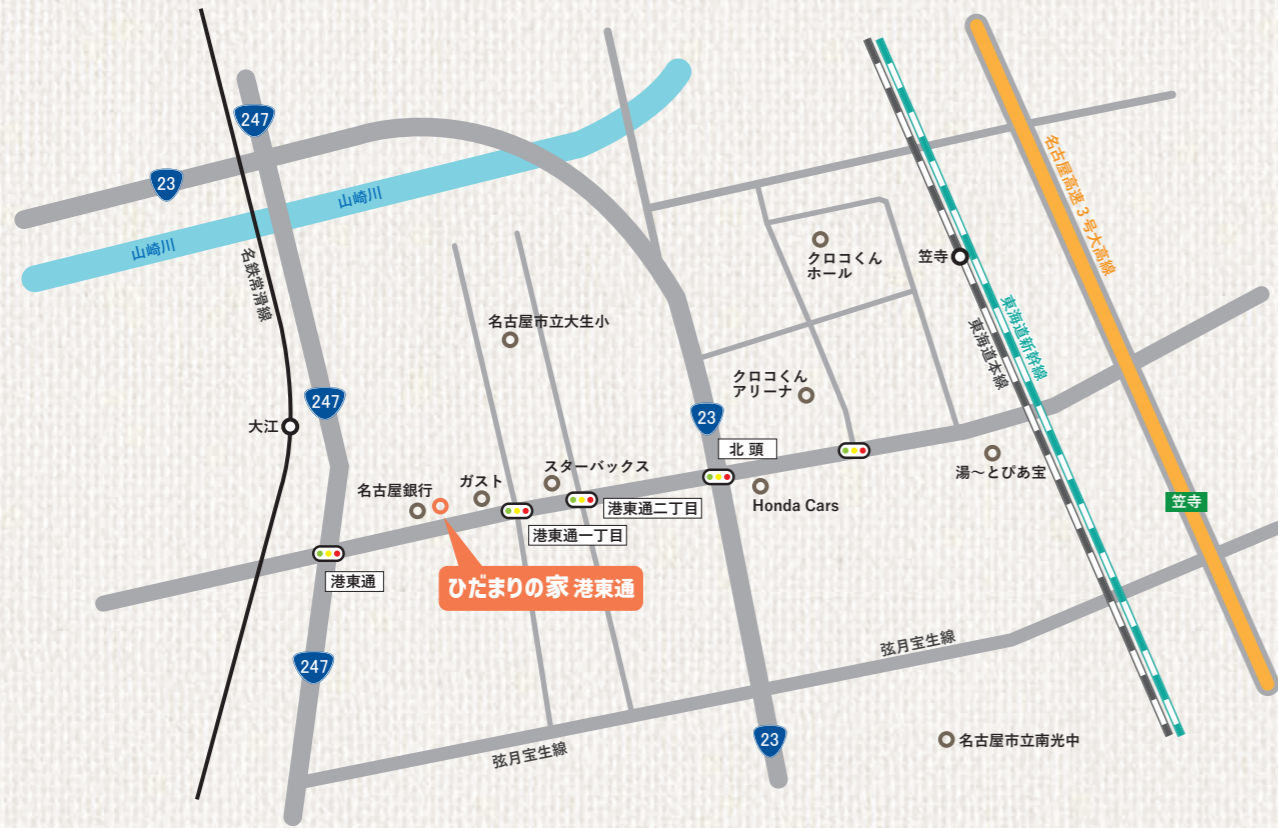 247
23
山崎川
山崎川
名鉄常滑線
クロコくん
ホール
笠寺
名古屋高速3号大高線
東海道新幹線
東海道本線
名古屋市立大生小
クロコくん
アリーナ
247
23
大江
北頭
スターバックス
ガスト
名古屋銀行
湯〜とぴあ宝
Honda Cars
笠寺
港東通二丁目
港東通一丁目
港東通
ひだまりの家 港東通
弦月宝生線
247
弦月宝生線
23
名古屋市立南光中